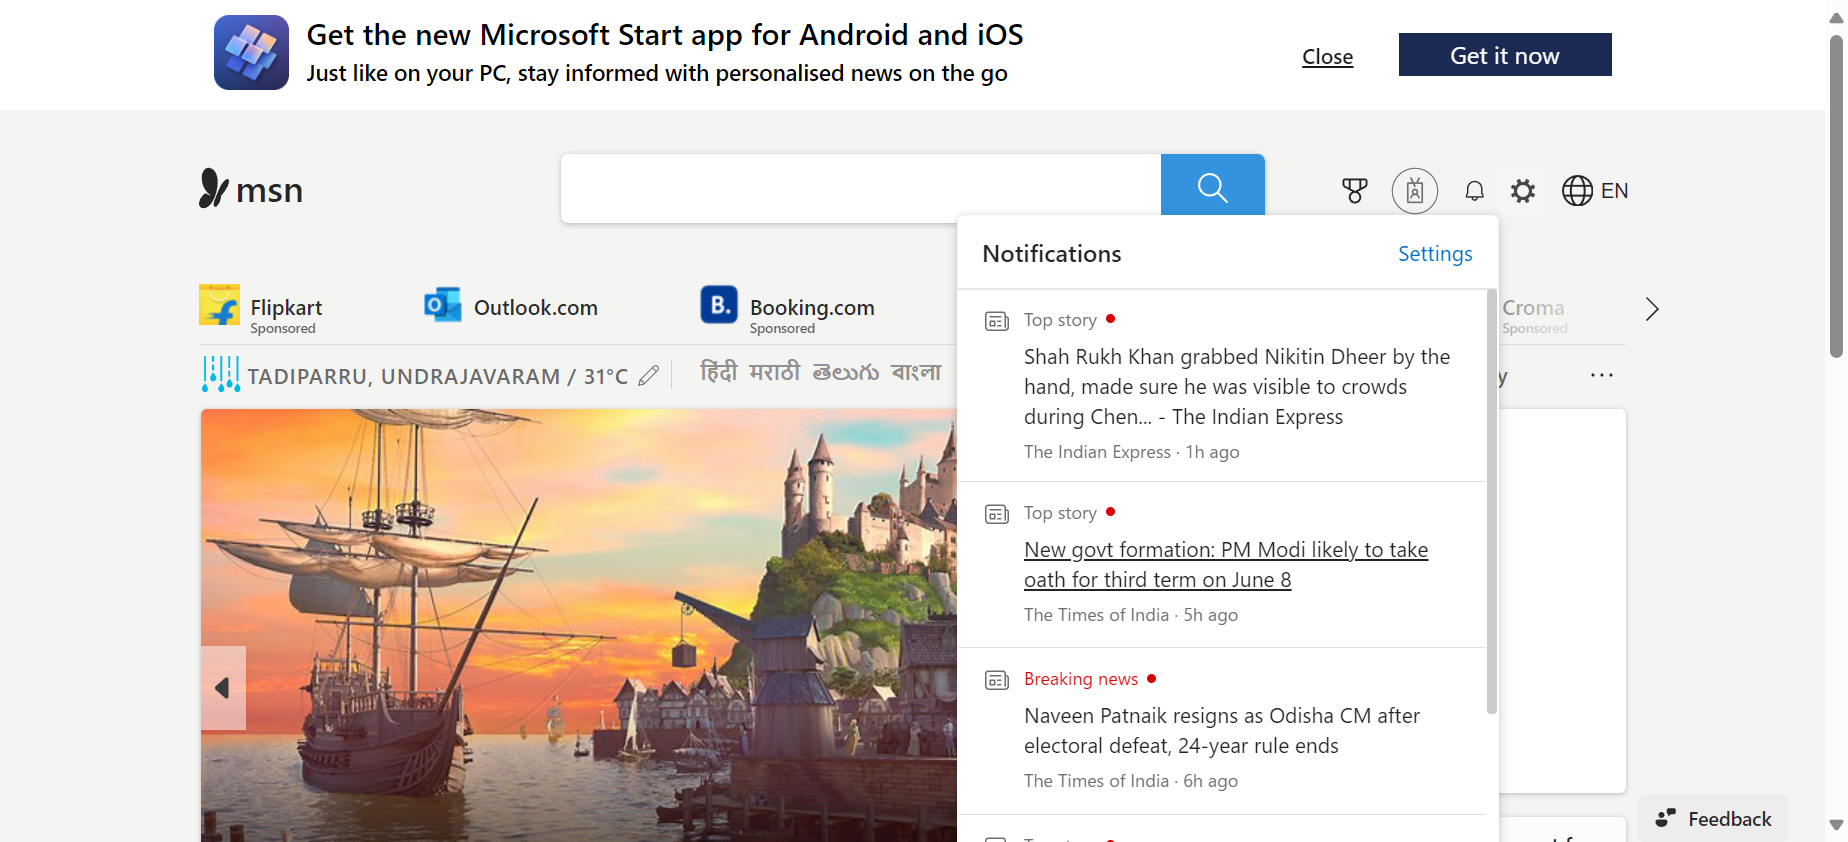 Get the new Microsoft Start app for Android and iOS
Just like on your PC, stay informed with personalised news on the go
Close
Get it now
msn
EN
Notifications
Settings
Flipkart
Sponsored
Outlook.com
B.
Booking.com
Sponsored
Croma
Sponsored
TADIPARRU, UNDRAJAVARAM / 31°C
हिंदी मराठी తెలుగు বাংলা
y
Top story
Shah Rukh Khan grabbed Nikitin Dheer by the
hand, made sure he was visible to crowds
during Chen... - The Indian Express
The Indian Express · 1h ago
Top story
New govt formation: PM Modi likely to take
oath for third term on June 8
The Times of India · 5h ago
Breaking news
Naveen Patnaik resigns as Odisha CM after
electoral defeat, 24-year rule ends
The Times of India · 6h ago
Feedback